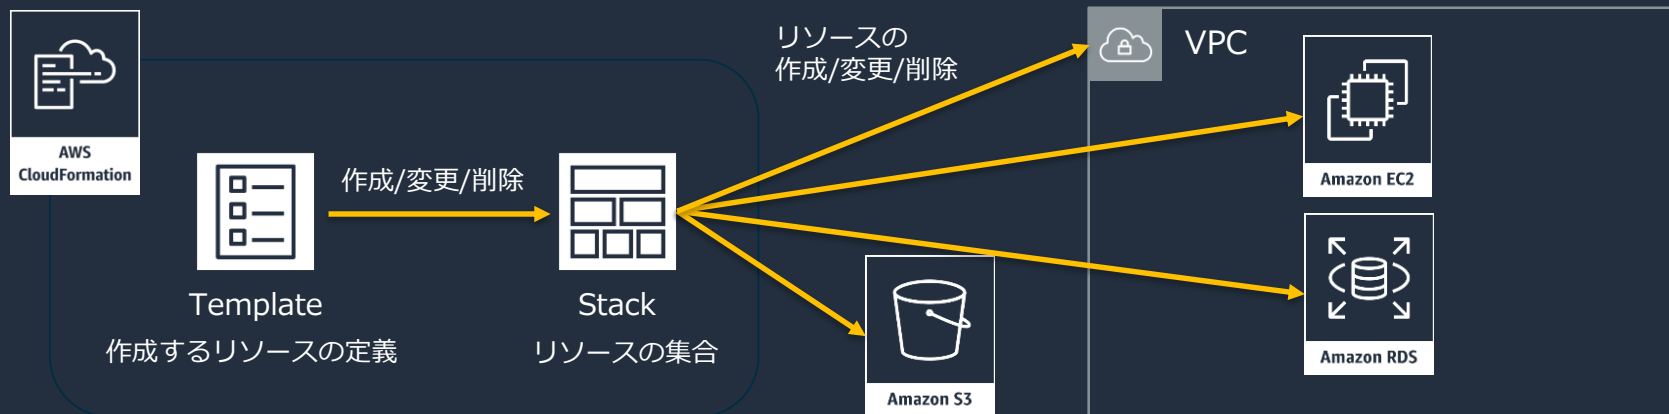 AWS
CloudFormation
Template
作成するリソースの定義
作成/変更/削除
Stack
リソースの集合
リソースの
作成/変更/削除
Amazon S3
VPC
Amazon EC2
Amazon RDS